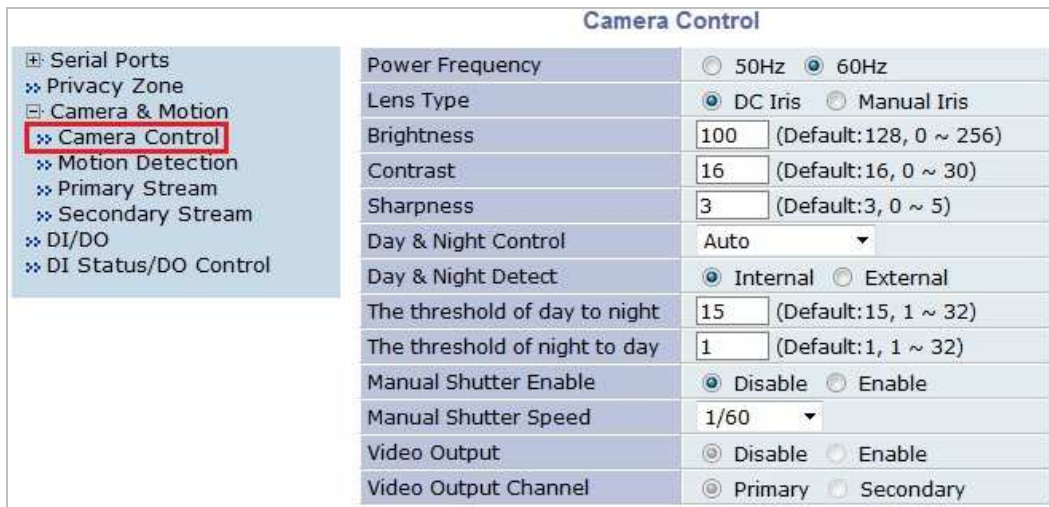 Camera Control
Serial Ports
Privacy Zone
Camera & Motion
Camera Control
Motion Detection
Primary Stream
Secondary Stream
DI/DO
DI Status/DO Control
Power Frequency 50Hz 60Hz
Lens Type DC Iris Manual Iris
Brightness 100 (Default:128, 0 ~ 256)
Contrast 16 (Default:16, 0 ~ 30)
Sharpness 3 (Default:3, 0 ~ 5)
Day & Night Control Auto
Day & Night Detect Internal External
The threshold of day to night 15 (Default:15, 1 ~ 32)
The threshold of night to day 1 (Default:1, 1 ~ 32)
Manual Shutter Enable Disable Enable
Manual Shutter Speed 1/60
Video Output Disable Enable
Video Output Channel Primary Secondary